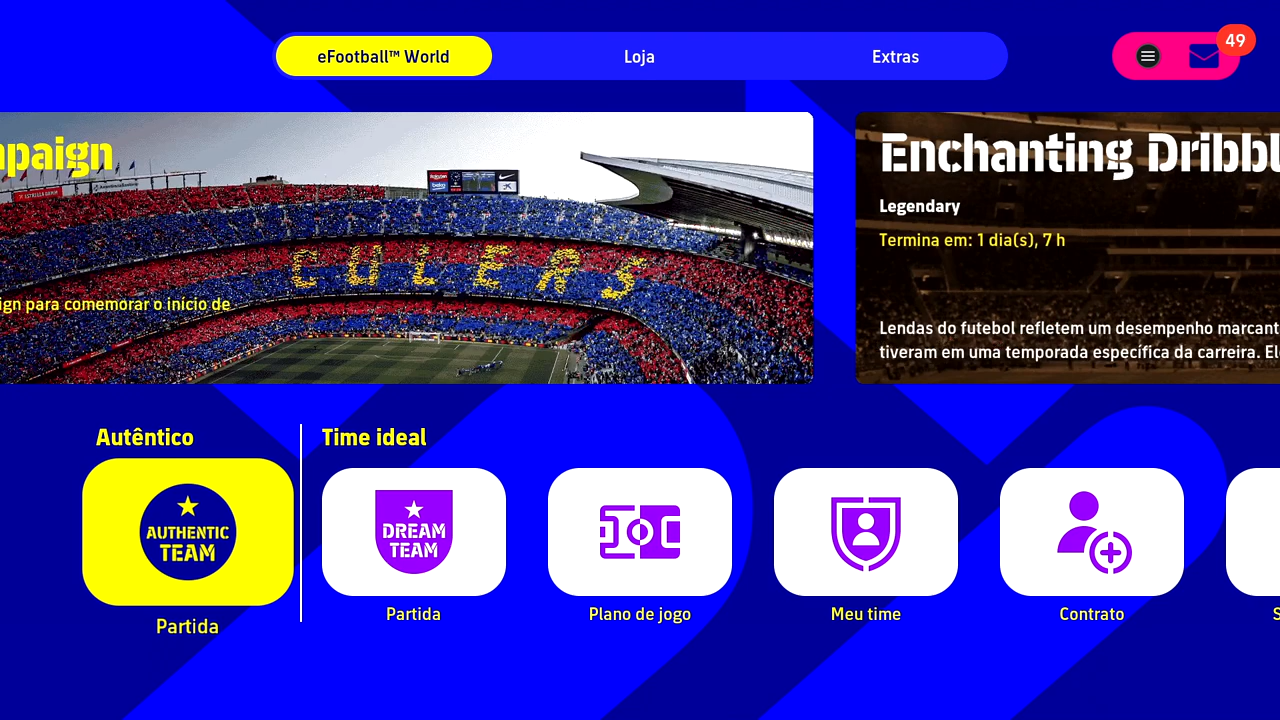 eFootball™ World
Loja
Extras
49
mpaign
ign para comemorar o início de
CULERS
Enchanting Dribbl
Legendary
Termina em: 1 dia(s), 7 h
Lendas do futebol refletem um desempenho marcant
tiveram em uma temporada específica da carreira. El
Autêntico
Time ideal
AUTHENTIC
TEAM
DREAM
TEAM
Partida
Partida
Plano de jogo
Meu time
Contrato